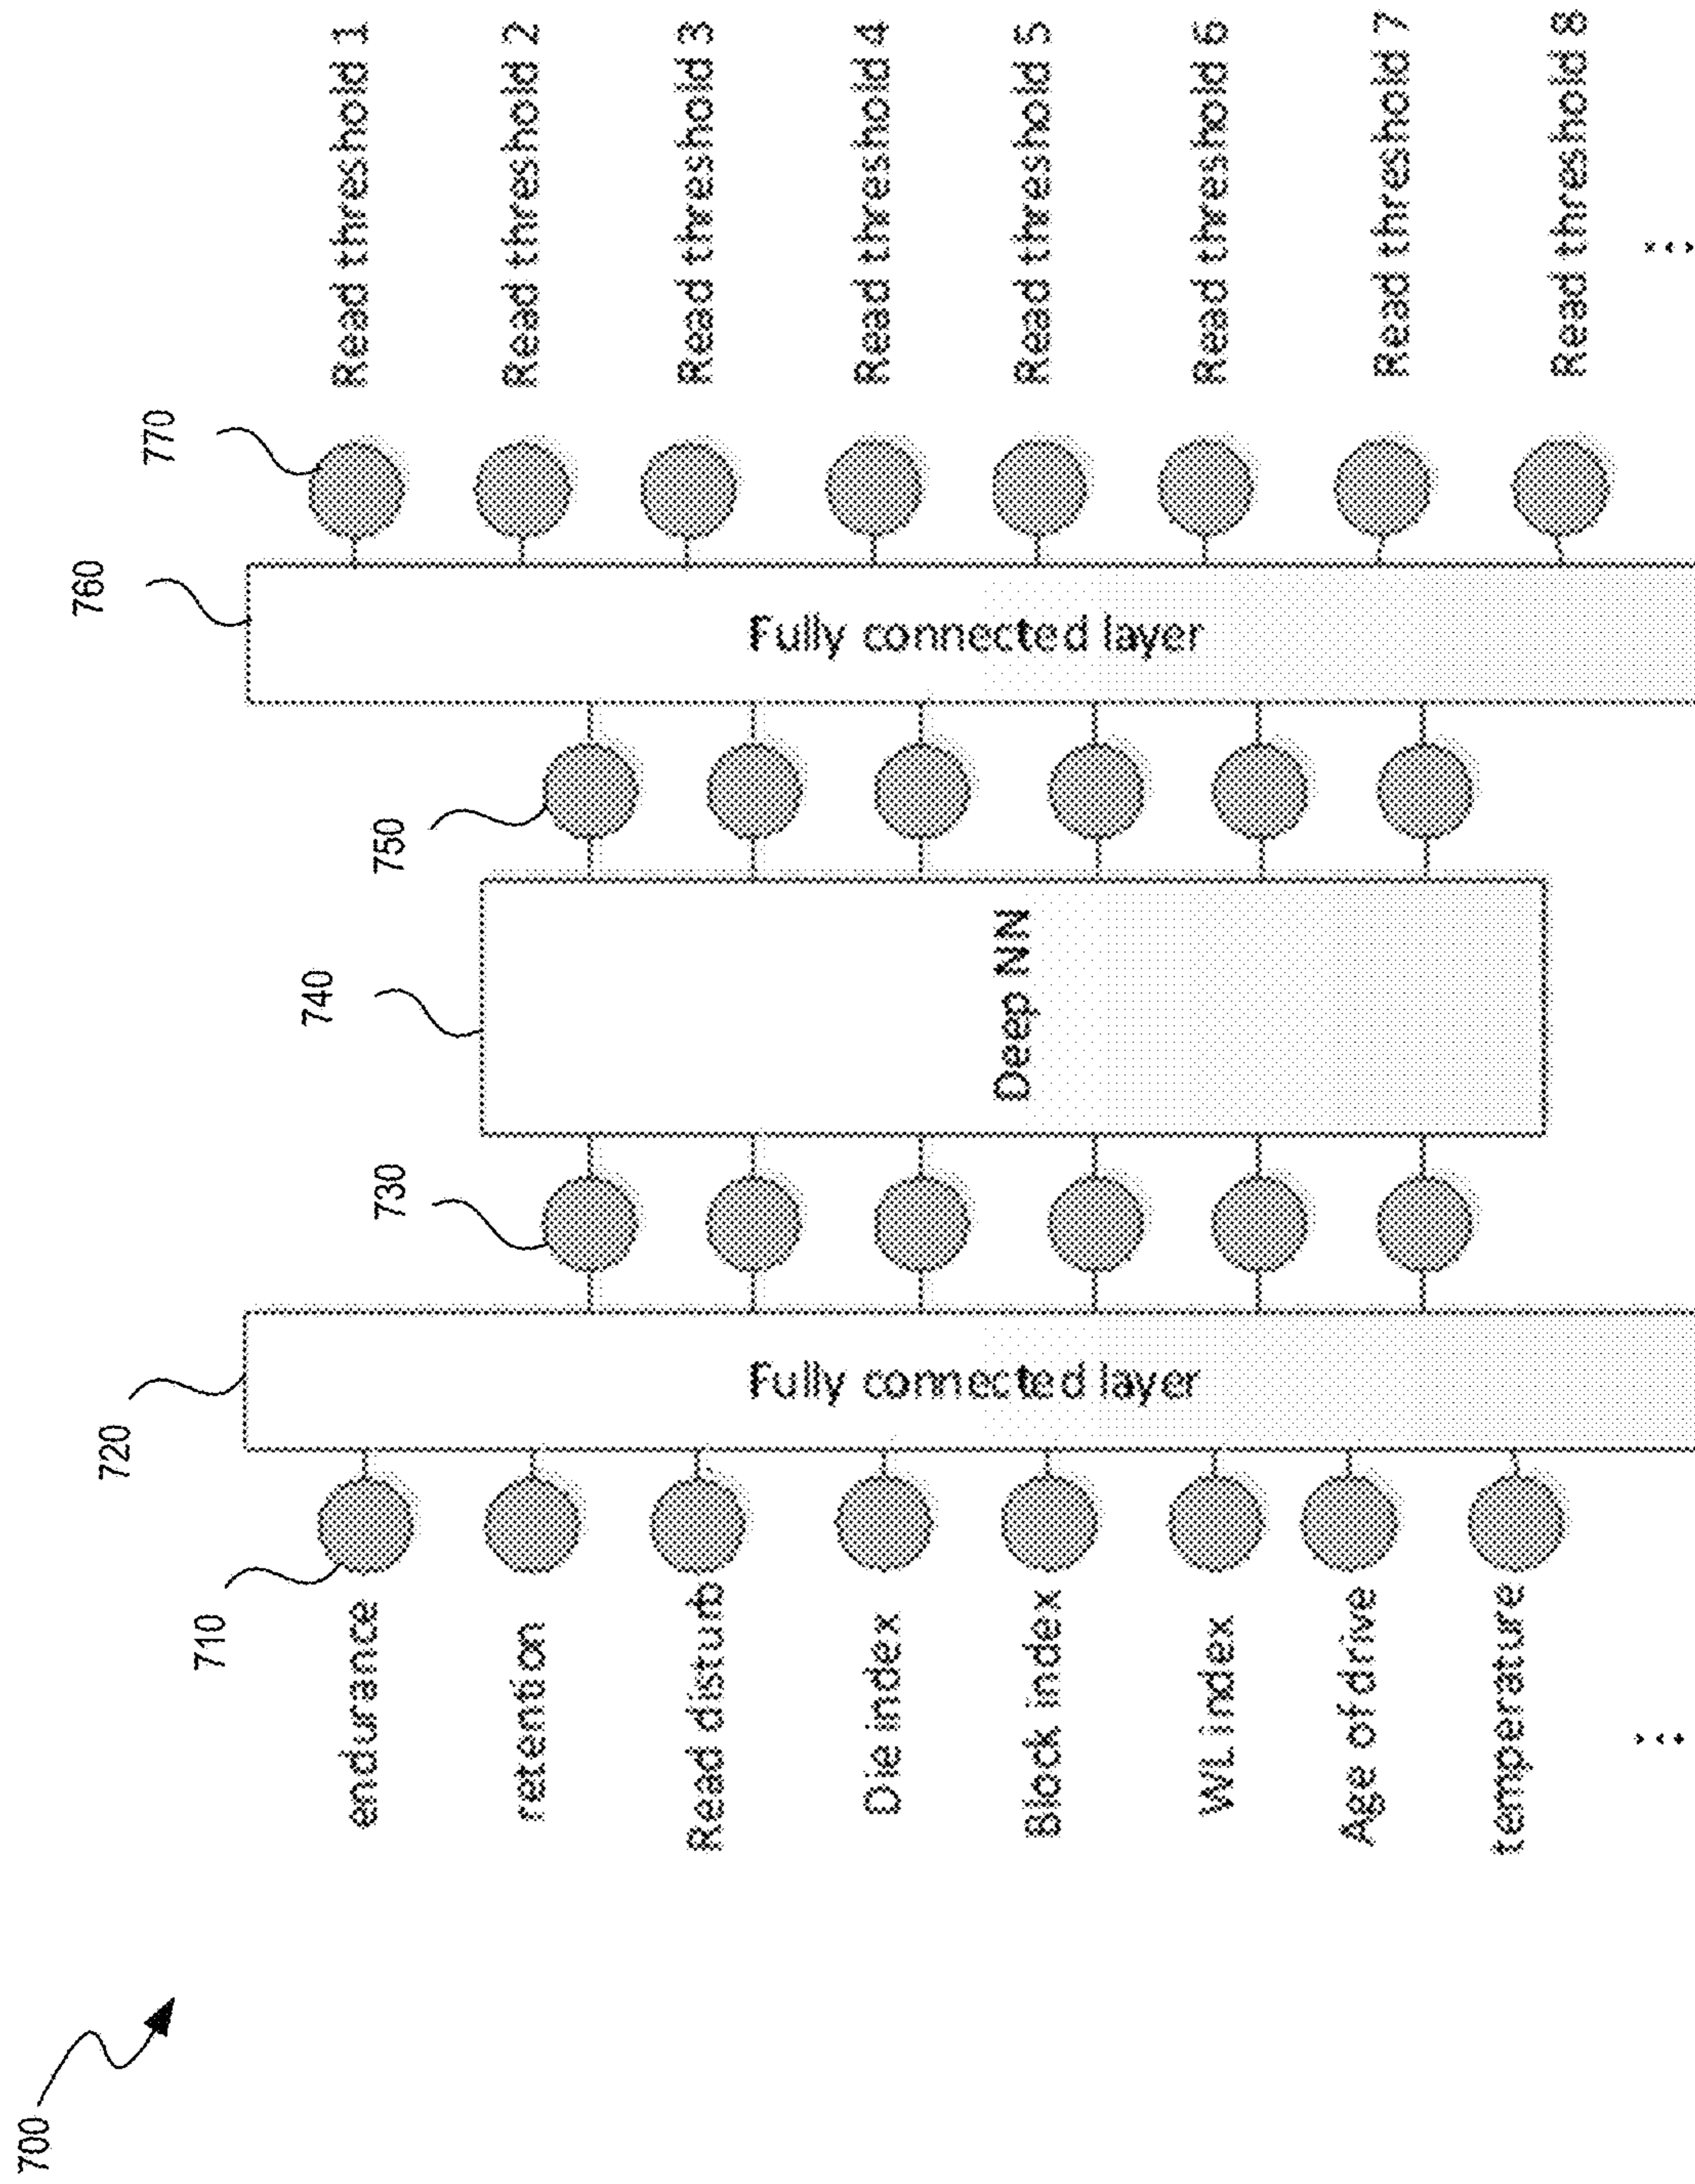 700
710
720
730
740
750
760
770
endurance
retention
Read disturb
Die index
Block index
WL index
Age of drive
temperature
Fully connected layer
Deep NN
Fully connected layer
Read threshold 1
Read threshold 2
Read threshold 3
Read threshold 4
Read threshold 5
Read threshold 6
Read threshold 7
Read threshold 8